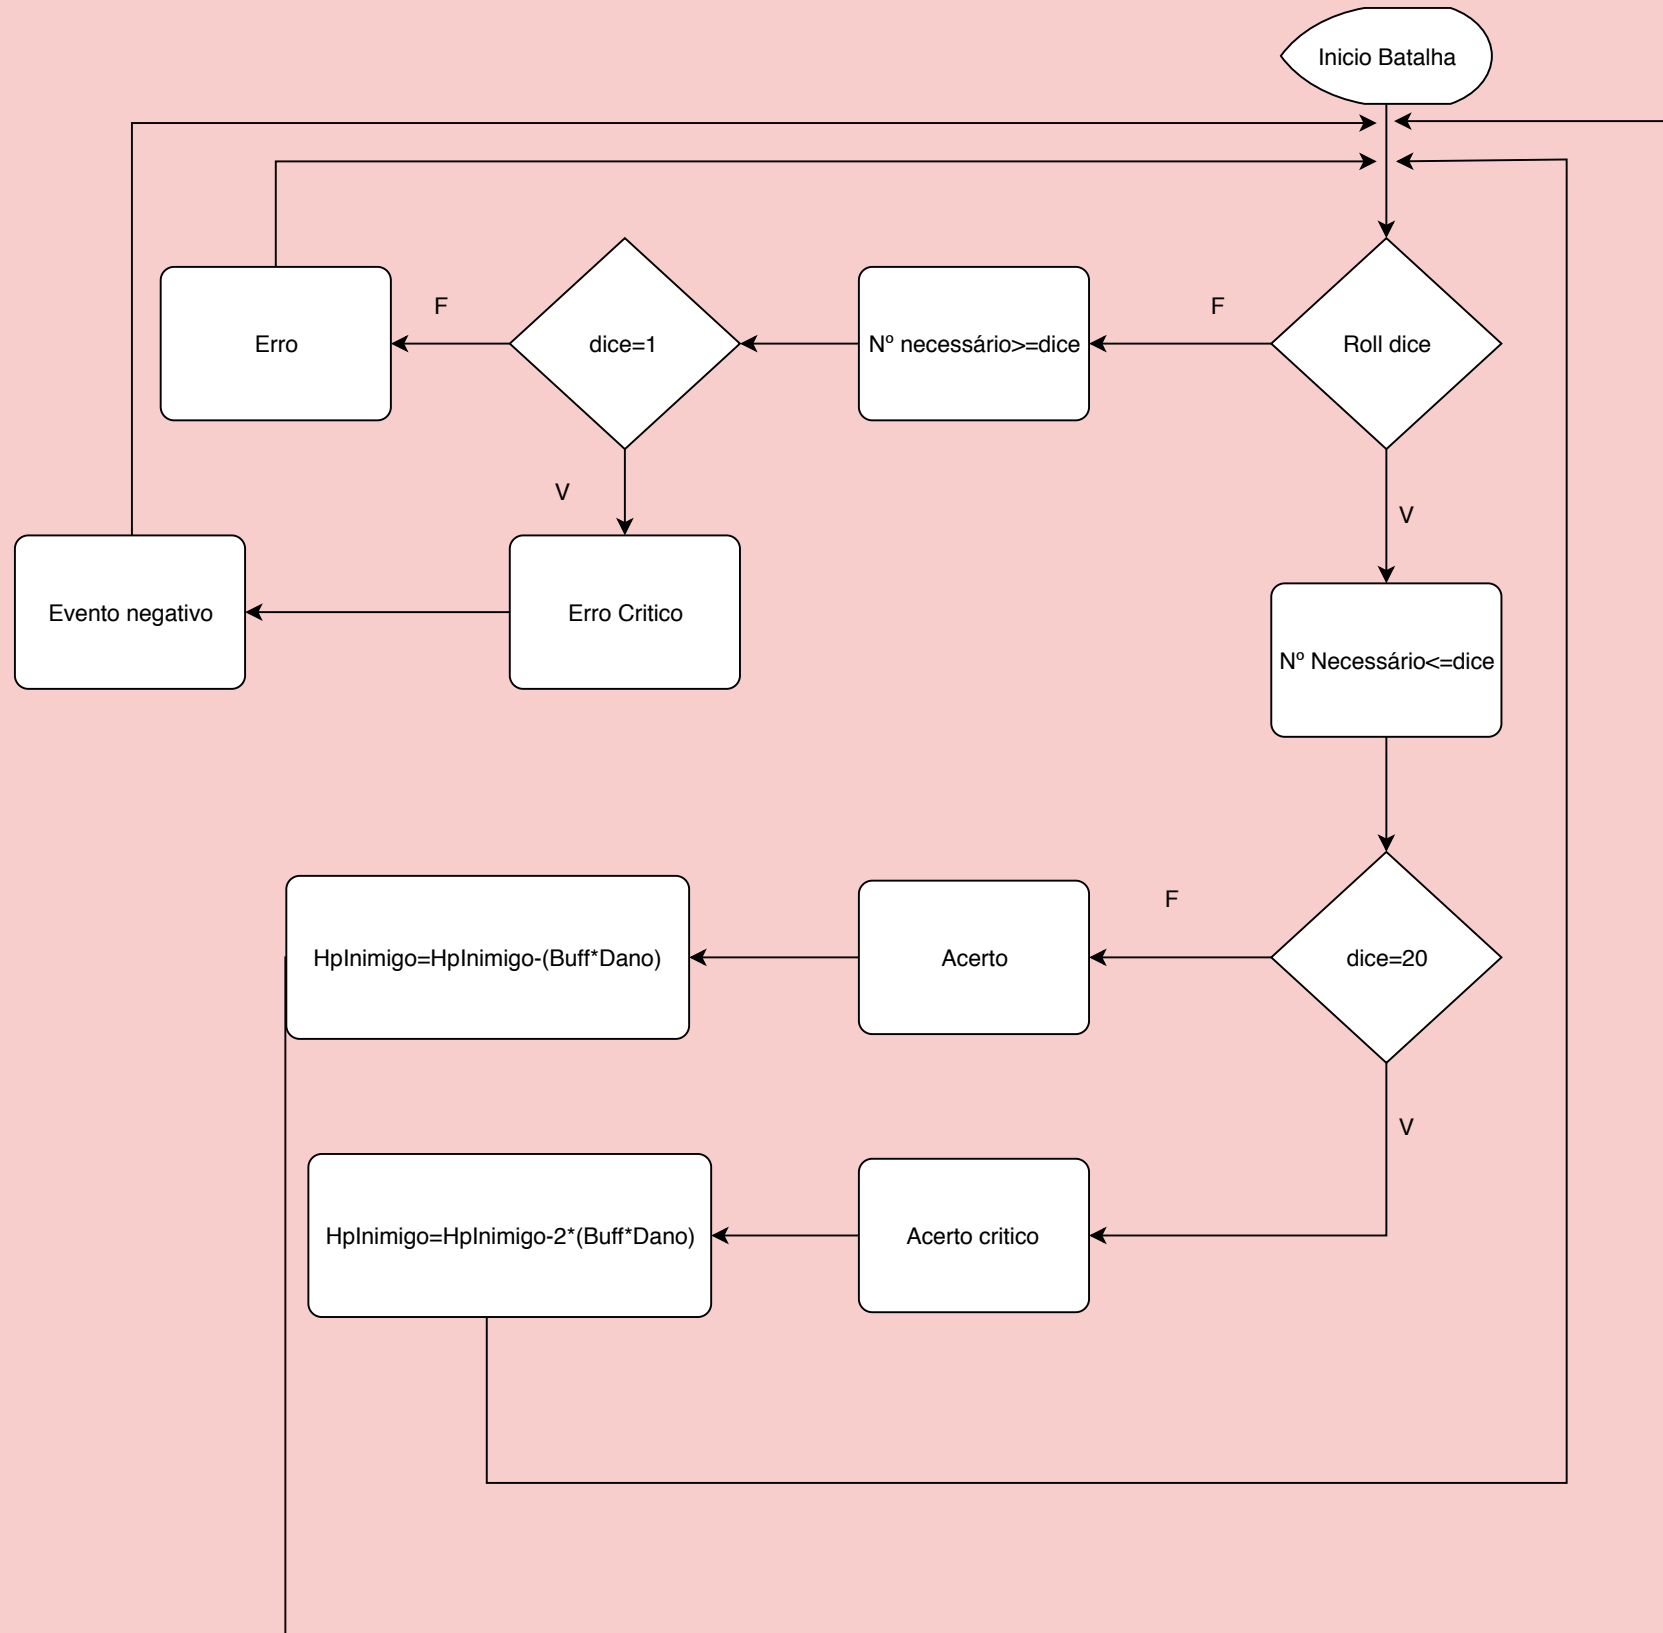 Inicio Batalha
F
F
Erro
dice=1
Nº necessário>=dice
Roll dice
V
V
Evento negativo
Erro Critico
Nº Necessário<=dice
F
HpInimigo=HpInimigo-(Buff*Dano)
Acerto
dice=20
V
HpInimigo=HpInimigo-2*(Buff*Dano)
Acerto critico